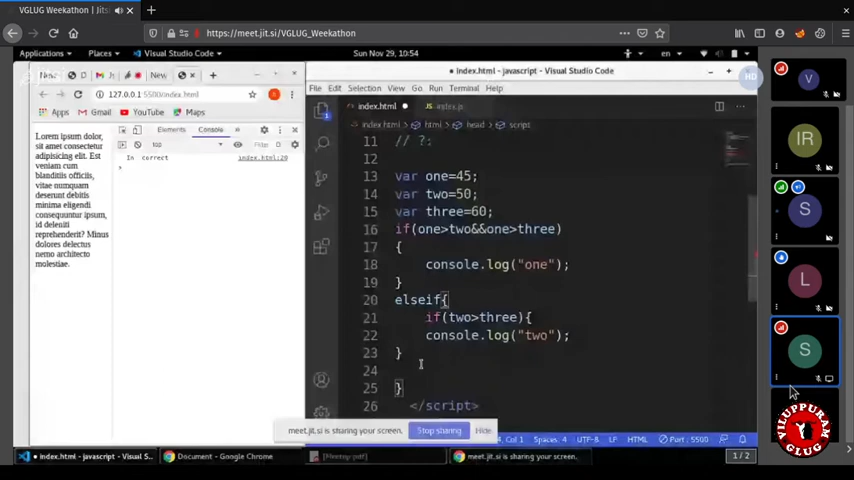 VGLUG Weekathon | Jits
https://meet.jit.si/VGLUG_Weekathon
Applications
Places
Visual Studio Code
Sun Nov 29, 10:54
en
New
127.0.0.1:5500/index.html
Apps
Gmail
YouTube
Maps
Elements
Console
In correct
index.html:20
Lorem ipsum dolor,
sit amet consectetur
adipisicing elit. Est
veniam cum
blanditiis officiis,
vitae numquam
deserunt debitis
minima eligendi
consequuntur ipsum,
id deleniti
reprehenderit? Minus
dolores delectus
nemo architecto
molestiae.
• index.html - javascript - Visual Studio Code
File Edit Selection View Go Run Terminal Help
index.html
index.js
index.html
html
head
script
11 // ?:
12
13 var one=45;
14 var two=50;
15 var three=60;
16 if(one>two&&one>three)
17 {
18 console.log("one");
19 }
20 elseif{
21 if(two>three){
22 console.log("two");
23 }
24
25 }
26 </script>
meet.jit.si is sharing your screen.
Stop sharing
Hide
Col 1
Spaces: 4
UTF-8
LF
HTML
Port : 5500
index.html - javascript - Visual S...
Document - Google Chrome
meet.jit.si is sharing your screen.
1 / 2
HD
V
IR
S
L
S
VILUPPURAM
GLUG